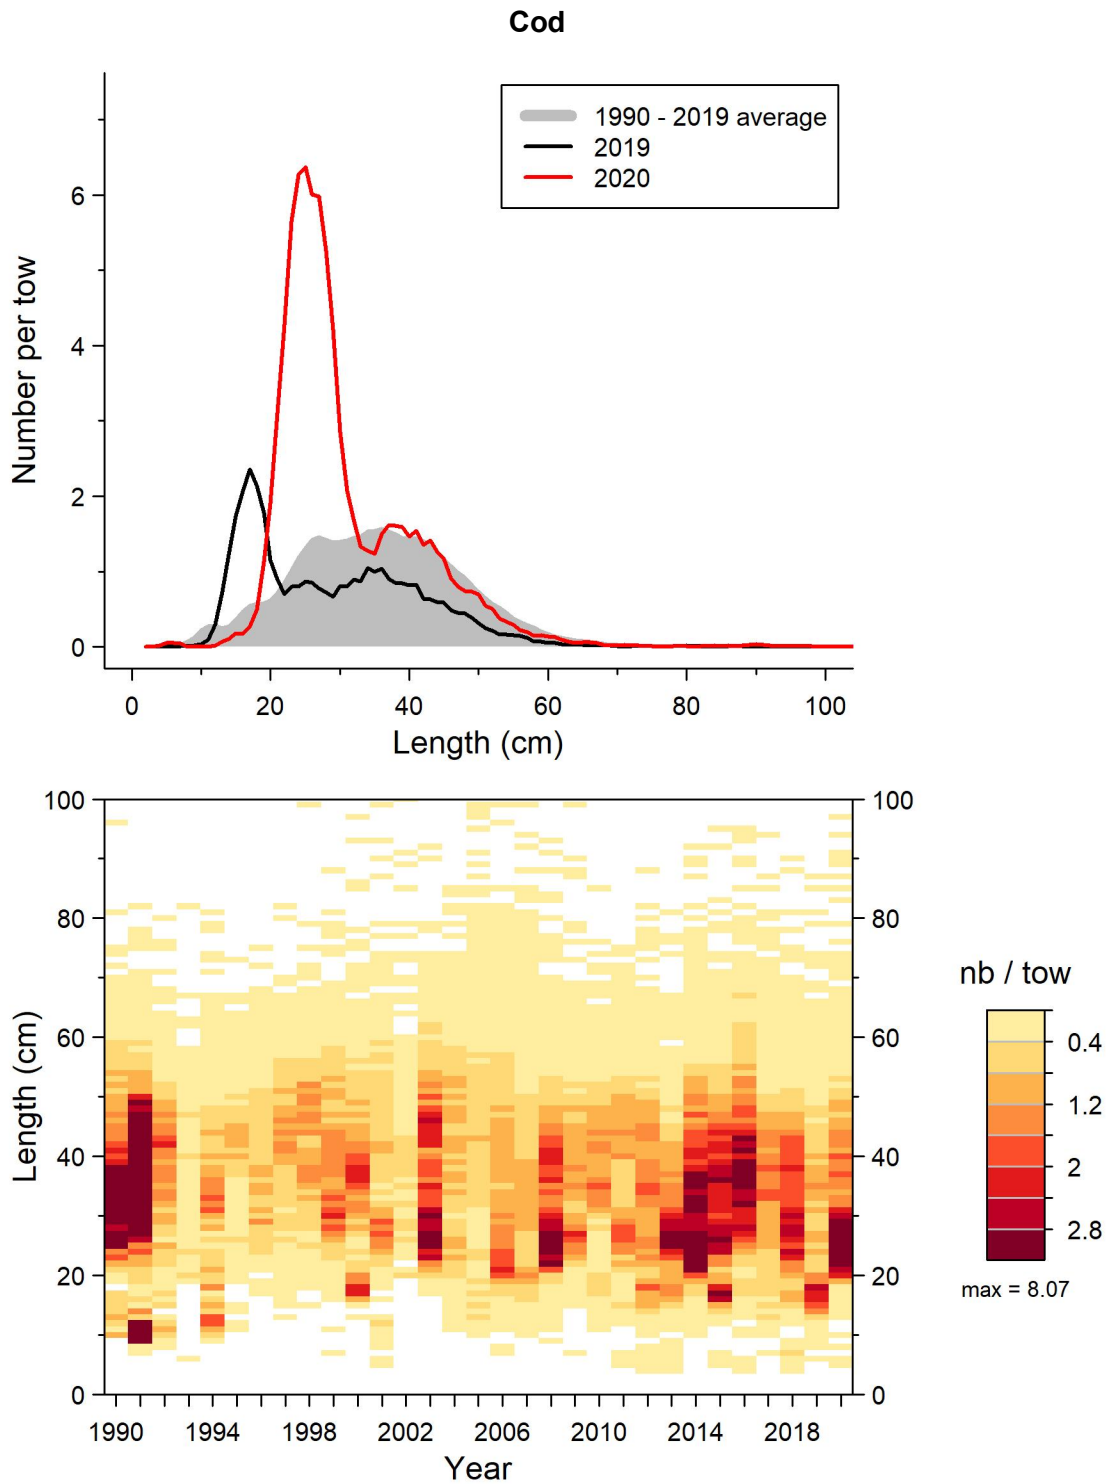 Cod
1990 - 2019 average
2019
2020
Number per tow
6
4
2
0
0 20 40 60 80 100
Length (cm)
100
80
60
40
20
0
Length (cm)
100
80
60
40
20
0
1990 1994 1998 2002 2006 2010 2014 2018
Year
nb / tow
0.4
1.2
2
2.8
max = 8.07